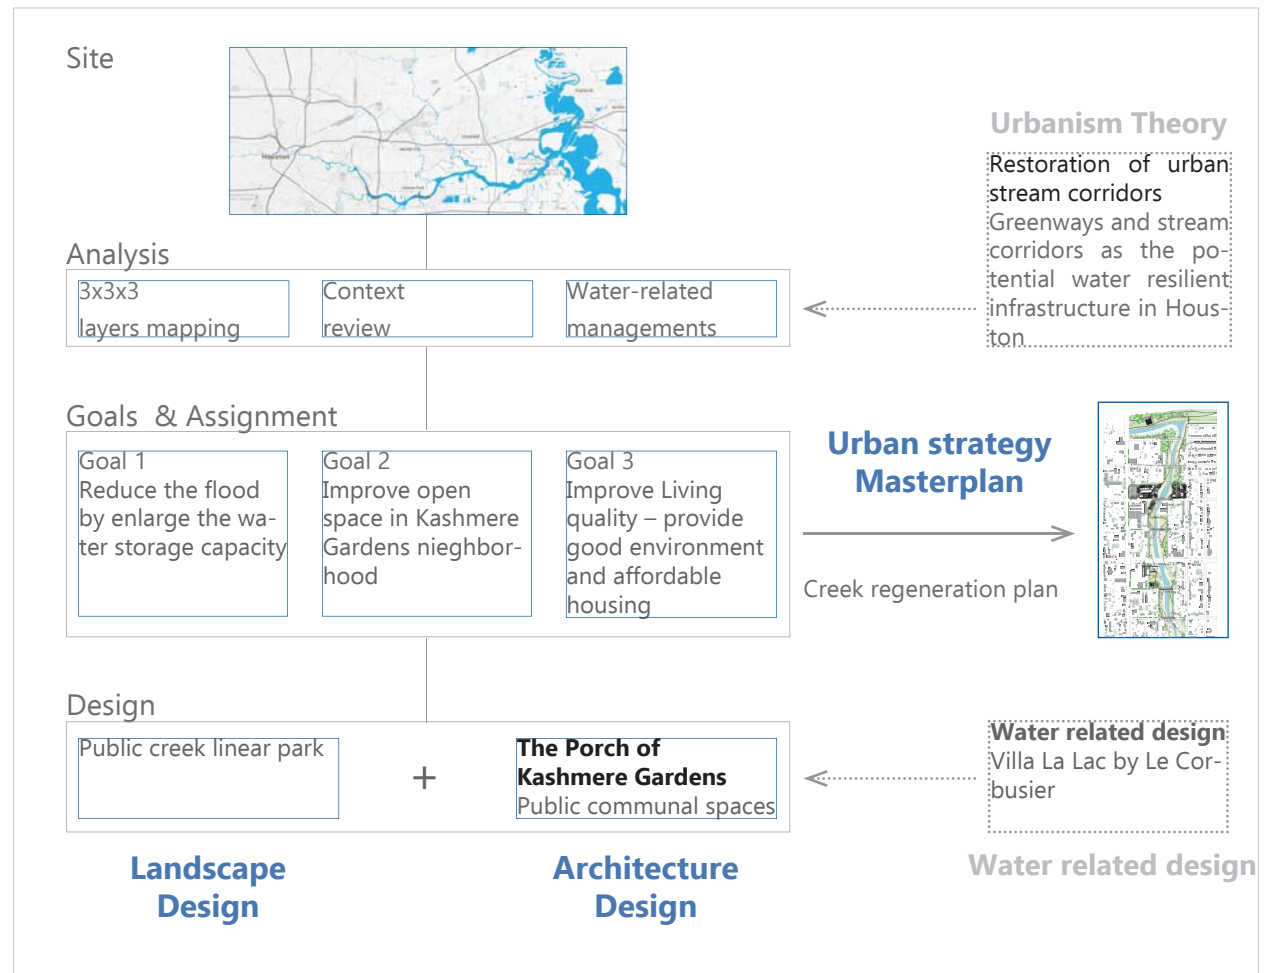 Site
Houston
Urbanism Theory
Restoration of urban
stream corridors
Greenways and stream
corridors as the po-
tential water resilient
infrastructure in Hous-
ton
Analysis
3x3x3
layers mapping
Context
review
Water-related
managements
Goals & Assignment
Goal 1
Reduce the flood
by enlarge the wa-
ter storage capacity
Goal 2
Improve open
space in Kashmere
Gardens nieghbor-
hood
Goal 3
Improve Living
quality – provide
good environment
and affordable
housing
Urban strategy
Masterplan
Creek regeneration plan
Design
Public creek linear park
+
The Porch of
Kashmere Gardens
Public communal spaces
Water related design
Villa La Lac by Le Cor-
busier
Landscape
Design
Architecture
Design
Water related design